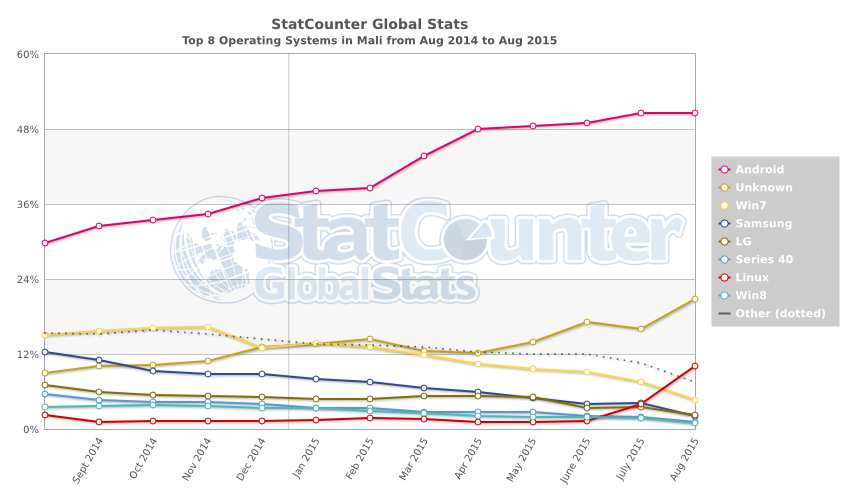 StatCounter Global Stats
Top 8 Operating Systems in Mali from Aug 2014 to Aug 2015
60%
48%
36%
24%
12%
0%
StatCounter
GlobalStats
Sept 2014
Oct 2014
Nov 2014
Dec 2014
Jan 2015
Feb 2015
Mar 2015
Apr 2015
May 2015
June 2015
July 2015
Aug 2015
Android
Unknown
Win7
Samsung
LG
Series 40
Linux
Win8
Other (dotted)